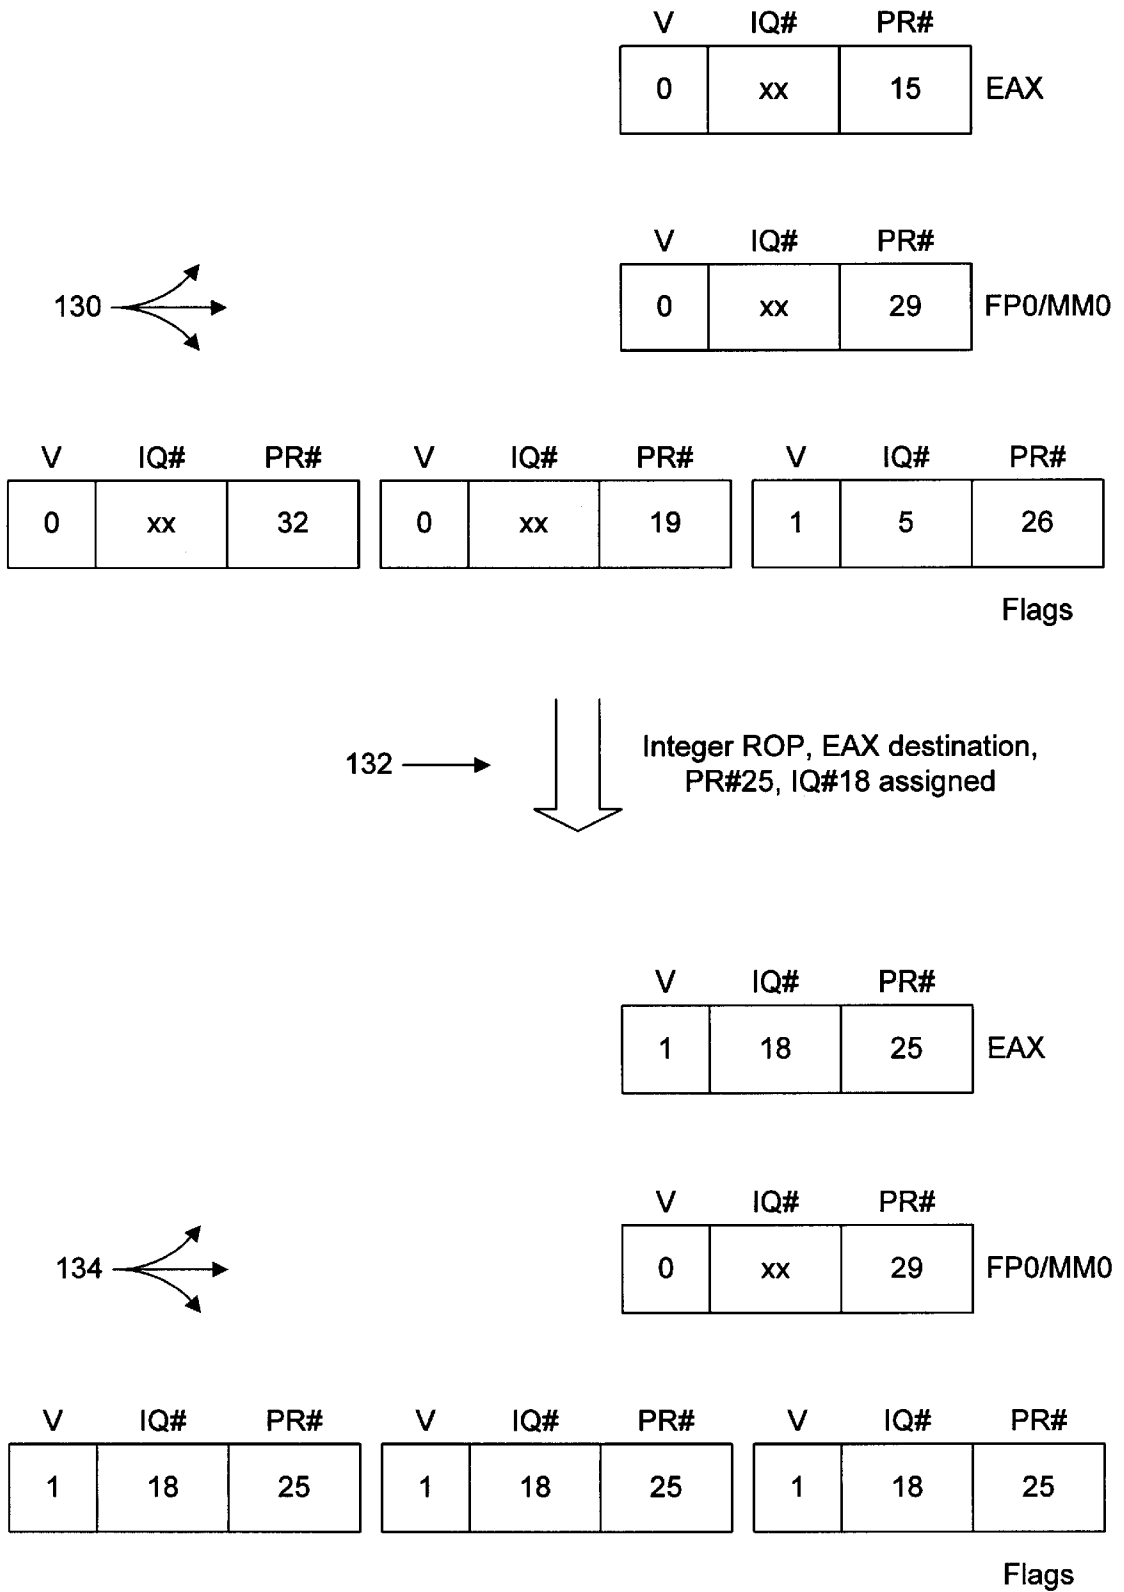 V IQ# PR#
0 xx 15 EAX
V IQ# PR#
130 0 xx 29 FP0/MM0
V IQ# PR# V IQ# PR# V IQ# PR#
0 xx 32 0 xx 19 1 5 26
Flags
132 Integer ROP, EAX destination,
PR#25, IQ#18 assigned
V IQ# PR#
1 18 25 EAX
V IQ# PR#
134 0 xx 29 FP0/MM0
V IQ# PR# V IQ# PR# V IQ# PR#
1 18 25 1 18 25 1 18 25
Flags